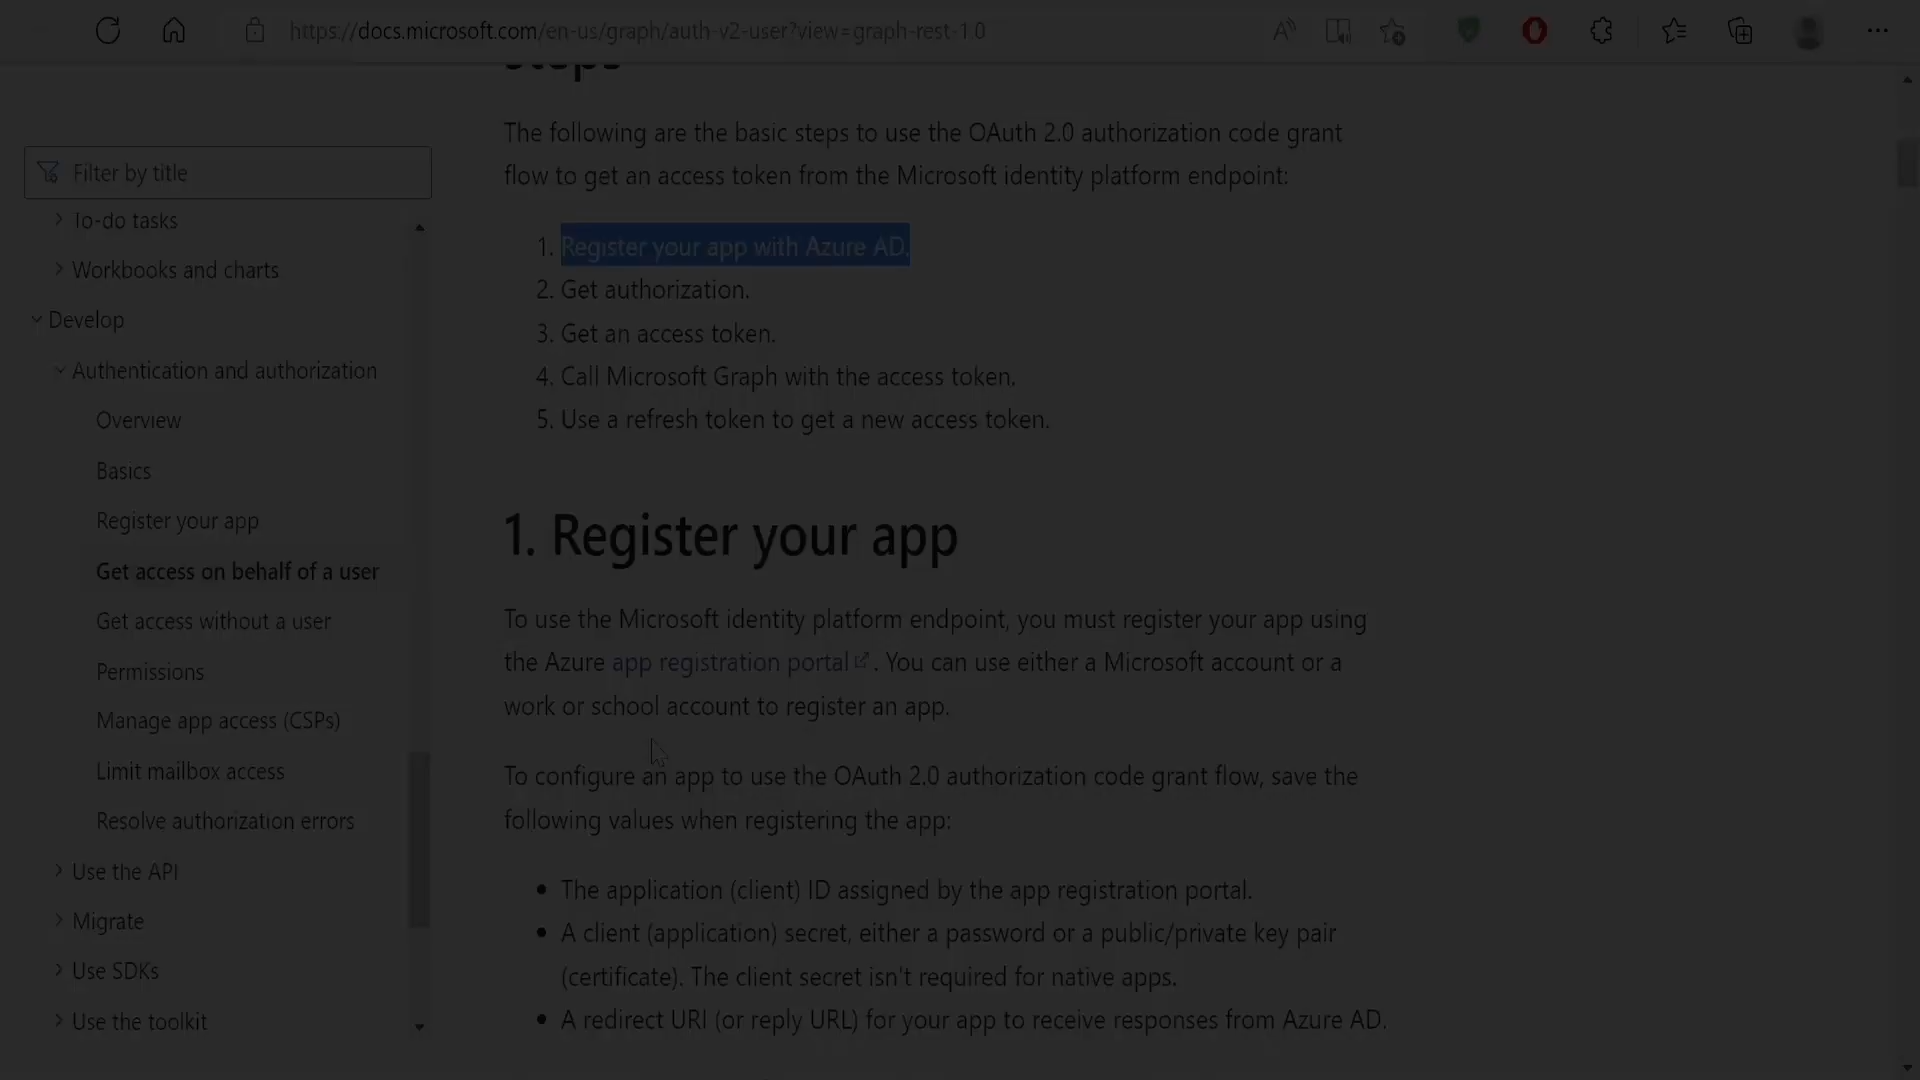 https://docs.microsoft.com/en-us/graph/auth-v2-user?view=graph-rest-1.0
steps
The following are the basic steps to use the OAuth 2.0 authorization code grant
flow to get an access token from the Microsoft identity platform endpoint:
1. Register your app with Azure AD.
2. Get authorization.
3. Get an access token.
4. Call Microsoft Graph with the access token.
5. Use a refresh token to get a new access token.
1. Register your app
To use the Microsoft identity platform endpoint, you must register your app using
the Azure app registration portal. You can use either a Microsoft account or a
work or school account to register an app.
To configure an app to use the OAuth 2.0 authorization code grant flow, save the
following values when registering the app:
• The application (client) ID assigned by the app registration portal.
• A client (application) secret, either a password or a public/private key pair
(certificate). The client secret isn't required for native apps.
• A redirect URI (or reply URL) for your app to receive responses from Azure AD.
Filter by title
To-do tasks
Workbooks and charts
Develop
Authentication and authorization
Overview
Basics
Register your app
Get access on behalf of a user
Get access without a user
Permissions
Manage app access (CSPs)
Limit mailbox access
Resolve authorization errors
Use the API
Migrate
Use SDKs
Use the toolkit